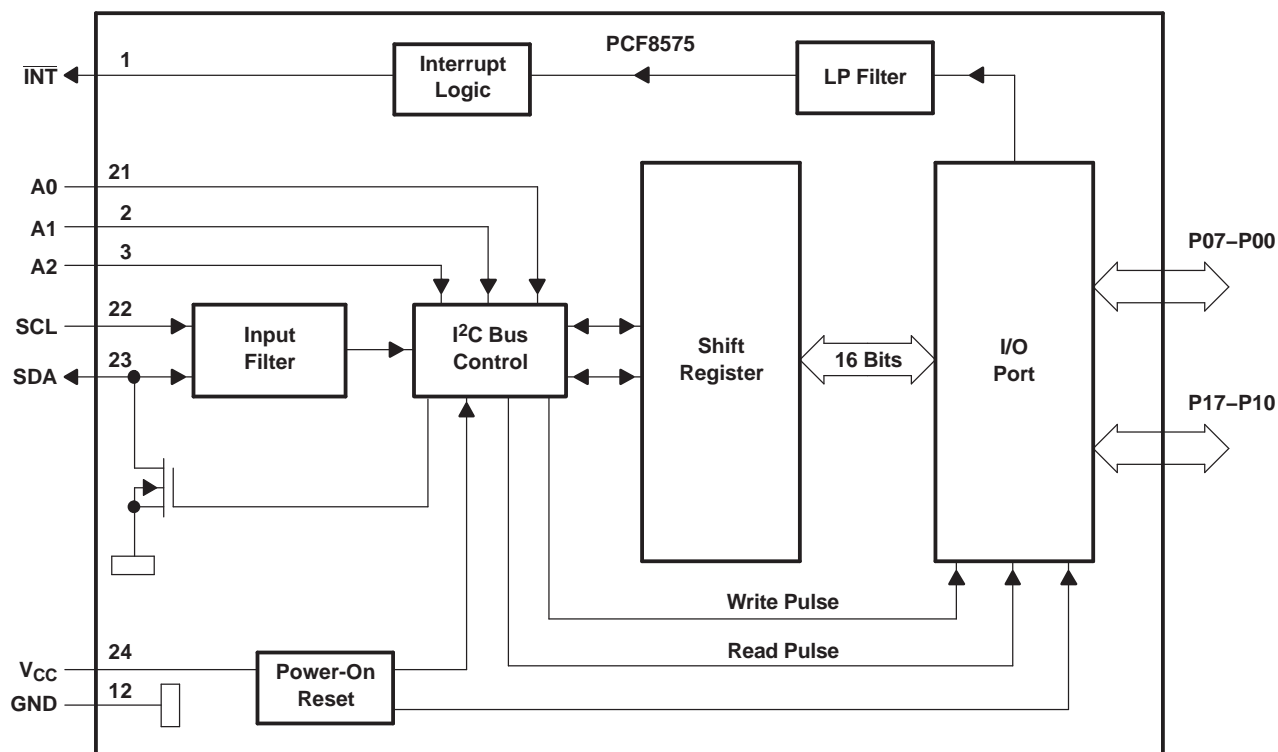 PCF8575
INT
1
Interrupt
Logic
LP Filter
A0
21
A1
2
A2
3
SCL
22
SDA
23
Input
Filter
I²C Bus
Control
Shift
Register
16 Bits
I/O
Port
P07–P00
P17–P10
Write Pulse
Read Pulse
VCC
24
GND
12
Power-On
Reset